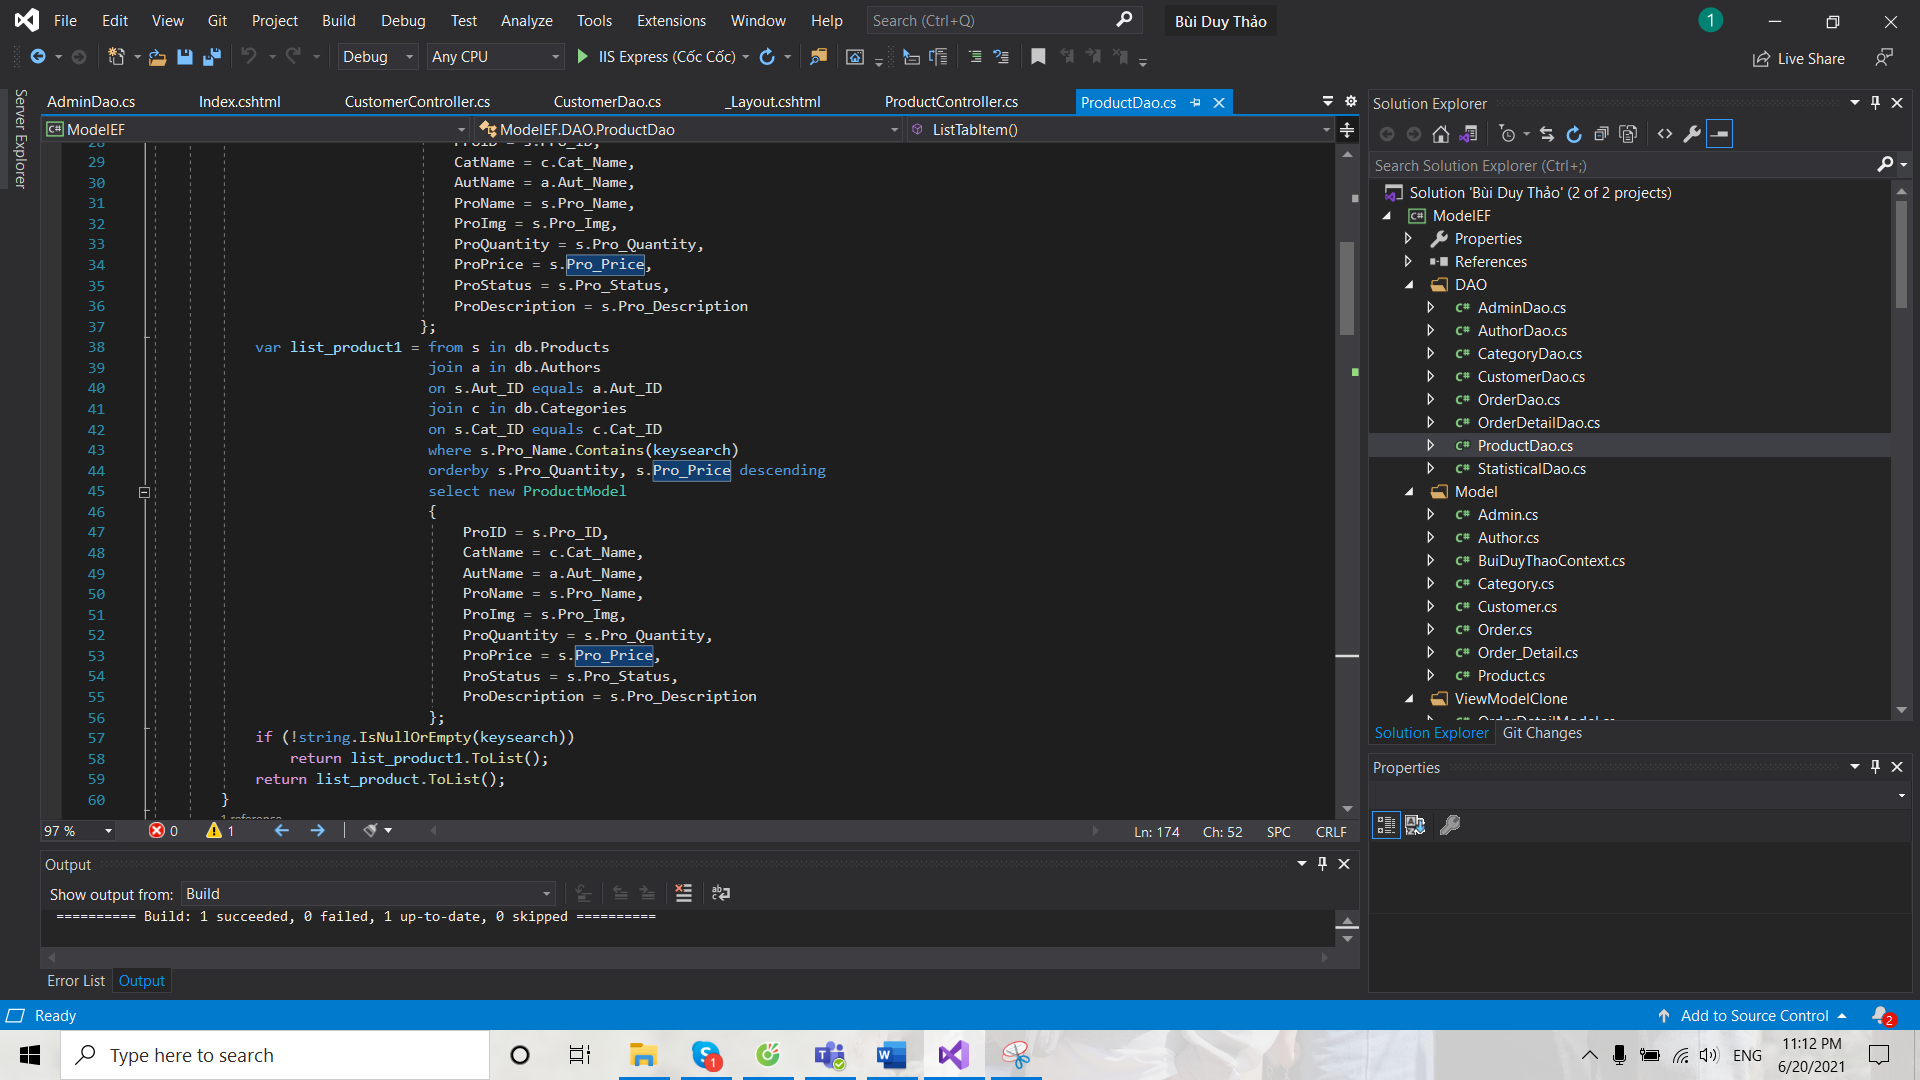 File Edit View Git Project Build Debug Test Analyze Tools Extensions Window Help Search (Ctrl+Q) Bùi Duy Thảo 1
Debug Any CPU IIS Express (Cốc Cốc) Live Share
Server Explorer
AdminDao.cs Index.cshtml CustomerController.cs CustomerDao.cs _Layout.cshtml ProductController.cs ProductDao.cs
C# ModelEF ModelEF.DAO.ProductDao ListTabItem()
28 ProID = s.Pro_ID,
29 CatName = c.Cat_Name,
30 AutName = a.Aut_Name,
31 ProName = s.Pro_Name,
32 ProImg = s.Pro_Img,
33 ProQuantity = s.Pro_Quantity,
34 ProPrice = s.Pro_Price,
35 ProStatus = s.Pro_Status,
36 ProDescription = s.Pro_Description
37 };
38 var list_product1 = from s in db.Products
39 join a in db.Authors
40 on s.Aut_ID equals a.Aut_ID
41 join c in db.Categories
42 on s.Cat_ID equals c.Cat_ID
43 where s.Pro_Name.Contains(keysearch)
44 orderby s.Pro_Quantity, s.Pro_Price descending
45 select new ProductModel
46 {
47 ProID = s.Pro_ID,
48 CatName = c.Cat_Name,
49 AutName = a.Aut_Name,
50 ProName = s.Pro_Name,
51 ProImg = s.Pro_Img,
52 ProQuantity = s.Pro_Quantity,
53 ProPrice = s.Pro_Price,
54 ProStatus = s.Pro_Status,
55 ProDescription = s.Pro_Description
56 };
57 if (!string.IsNullOrEmpty(keysearch))
58 return list_product1.ToList();
59 return list_product.ToList();
60 }
1 reference
97 % 0 1 Ln: 174 Ch: 52 SPC CRLF
Output
Show output from: Build
========== Build: 1 succeeded, 0 failed, 1 up-to-date, 0 skipped ==========
Error List Output
Solution Explorer
Search Solution Explorer (Ctrl+;)
Solution 'Bùi Duy Thảo' (2 of 2 projects)
C# ModelEF
Properties
References
DAO
C# AdminDao.cs
C# AuthorDao.cs
C# CategoryDao.cs
C# CustomerDao.cs
C# OrderDao.cs
C# OrderDetailDao.cs
C# ProductDao.cs
C# StatisticalDao.cs
Model
C# Admin.cs
C# Author.cs
C# BuiDuyThaoContext.cs
C# Category.cs
C# Customer.cs
C# Order.cs
C# Order_Detail.cs
C# Product.cs
ViewModelClone
C# OrderDetailModel.cs
Solution Explorer Git Changes
Properties
Ready Add to Source Control 2
Type here to search ENG 11:12 PM
6/20/2021